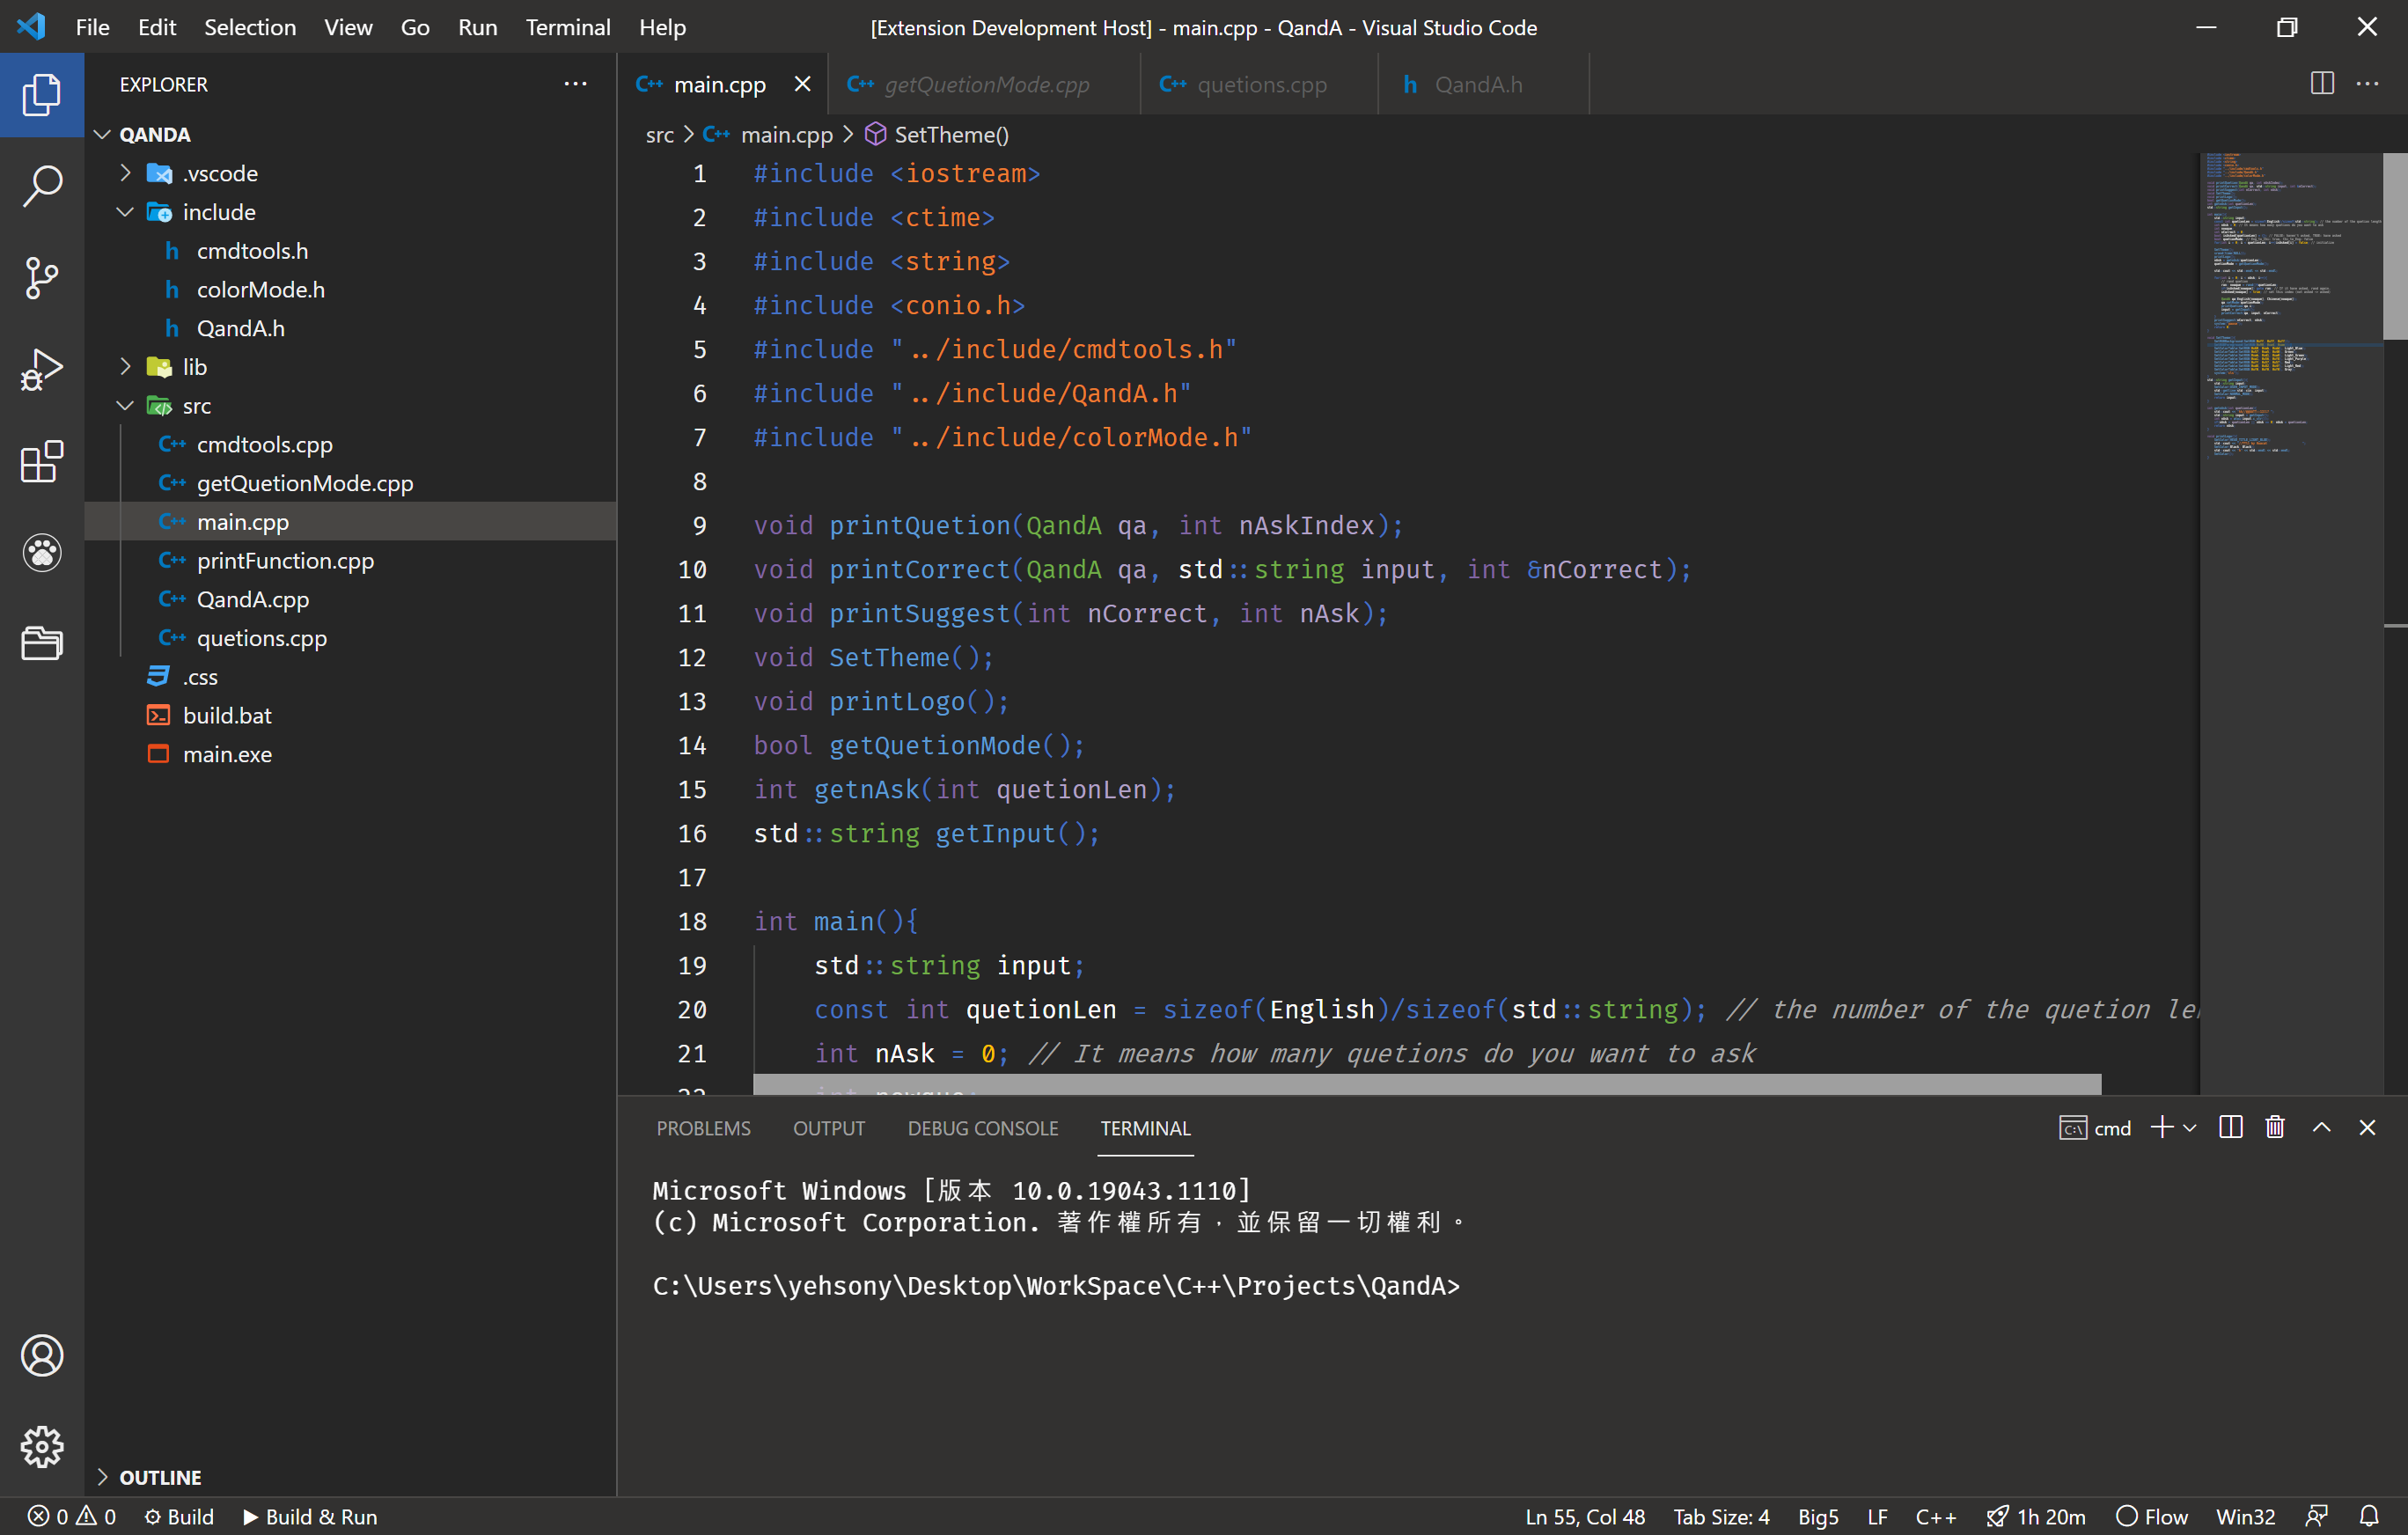 File Edit Selection View Go Run Terminal Help
[Extension Development Host] - main.cpp - QandA - Visual Studio Code
EXPLORER
QANDA
.vscode
include
cmdtools.h
colorMode.h
QandA.h
lib
src
cmdtools.cpp
getQuetionMode.cpp
main.cpp
printFunction.cpp
QandA.cpp
quetions.cpp
.css
build.bat
main.exe
OUTLINE
main.cpp getQuetionMode.cpp quetions.cpp QandA.h
src > main.cpp > SetTheme()
1 #include <iostream>
2 #include <ctime>
3 #include <string>
4 #include <conio.h>
5 #include "../include/cmdtools.h"
6 #include "../include/QandA.h"
7 #include "../include/colorMode.h"
8
9 void printQuetion(QandA qa, int nAskIndex);
10 void printCorrect(QandA qa, std::string input, int &nCorrect);
11 void printSuggest(int nCorrect, int nAsk);
12 void SetTheme();
13 void printLogo();
14 bool getQuetionMode();
15 int getnAsk(int quetionLen);
16 std::string getInput();
17
18 int main(){
19 std::string input;
20 const int quetionLen = sizeof(English)/sizeof(std::string); // the number of the quetion le
21 int nAsk = 0; // It means how many quetions do you want to ask
PROBLEMS OUTPUT DEBUG CONSOLE TERMINAL
cmd
Microsoft Windows [版本 10.0.19043.1110]
(c) Microsoft Corporation. 著作權所有，並保留一切權利。
C:\Users\yehsony\Desktop\WorkSpace\C++\Projects\QandA>
0 0 Build Build & Run
Ln 55, Col 48 Tab Size: 4 Big5 LF C++ 1h 20m Flow Win32